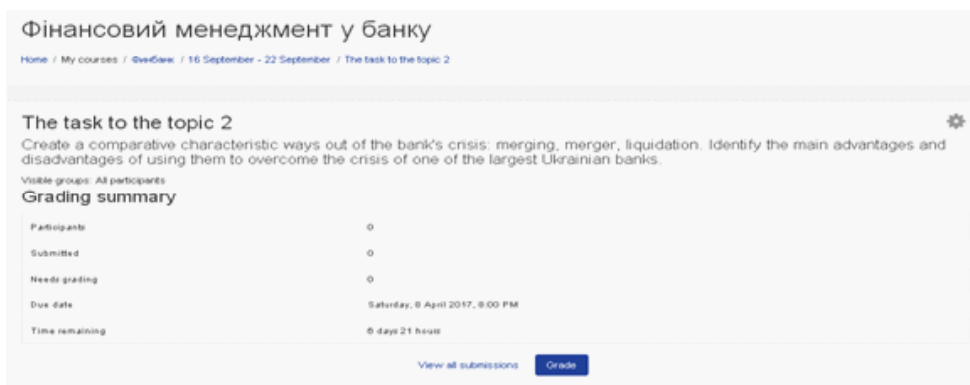 Фінансовий менеджмент у банку
Home / My courses / Фінбанк / 16 September - 22 September / The task to the topic 2
The task to the topic 2
Create a comparative characteristic ways out of the bank's crisis: merging, merger, liquidation. Identify the main advantages and
disadvantages of using them to overcome the crisis of one of the largest Ukrainian banks.
Visible groups: All participants
Grading summary
Participants 0
Submitted 0
Needs grading 0
Due date Saturday, 8 April 2017, 8:00 PM
Time remaining 6 days 21 hours
View all submissions Grade